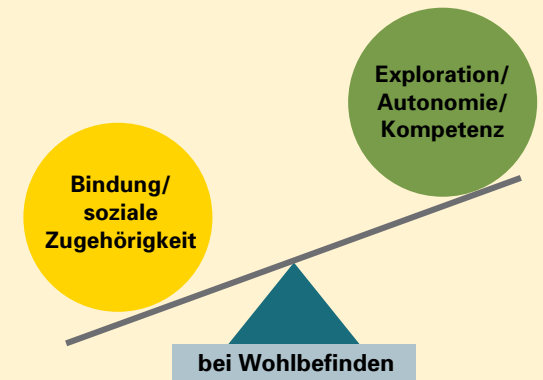 Exploration/
Autonomie/
Kompetenz
Bindung/
soziale
Zugehörigkeit
bei Wohlbefinden